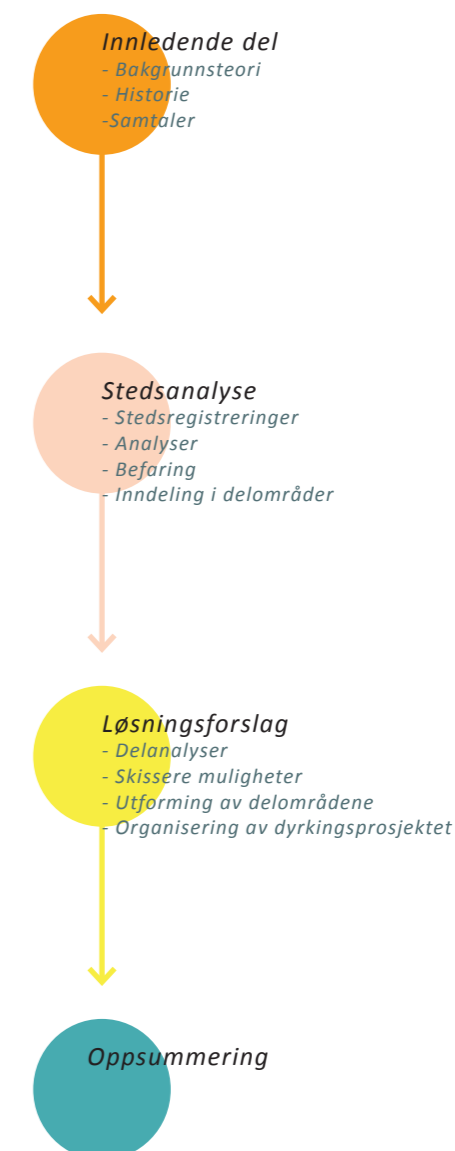 Innledende del
- Bakgrunnsteori
- Historie
-Samtaler
Stedsanalyse
- Stedsregistreringer
- Analyser
- Befaring
- Inndeling i delområder
Løsningsforslag
- Delanalyser
- Skissere muligheter
- Utforming av delområdene
- Organisering av dyrkingsprosjektet
Oppsummering